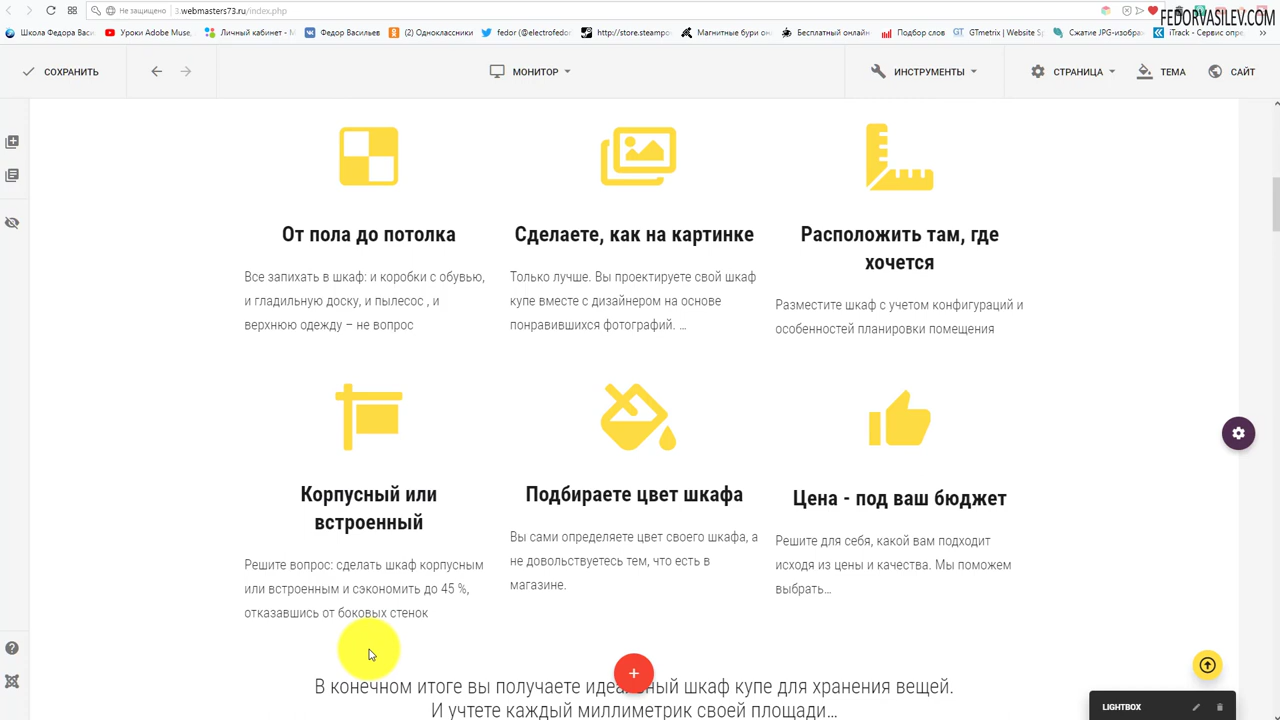 Не защищено 3.webmasters73.ru/index.php
FEDORVASILEV.COM
Школа Федора Васи
Уроки Adobe Muse,
Личный кабинет - М
Федор Васильев
(2) Одноклассники
fedor (@electrofedor
http://store.steampo
Магнитные бури он
Бесплатный онлайн
Подбор слов
GTmetrix | Website Sp
Сжатие JPG-изображ
iTrack - Сервис опре
СОХРАНИТЬ
МОНИТОР
ИНСТРУМЕНТЫ
СТРАНИЦА
ТЕМА
САЙТ
От пола до потолка
Все запихать в шкаф: и коробки с обувью,
и гладильную доску, и пылесос , и
верхнюю одежду – не вопрос
Сделаете, как на картинке
Только лучше. Вы проектируете свой шкаф
купе вместе с дизайнером на основе
понравившихся фотографий. ...
Расположить там, где
хочется
Разместите шкаф с учетом конфигураций и
особенностей планировки помещения
Корпусный или
встроенный
Решите вопрос: сделать шкаф корпусным
или встроенным и сэкономить до 45 %,
отказавшись от боковых стенок
Подбираете цвет шкафа
Вы сами определяете цвет своего шкафа, а
не довольствуетесь тем, что есть в
магазине.
Цена - под ваш бюджет
Решите для себя, какой вам подходит
исходя из цены и качества. Мы поможем
выбрать...
В конечном итоге вы получаете идеальный шкаф купе для хранения вещей.
И учтете каждый миллиметрик своей площади...
LIGHTBOX